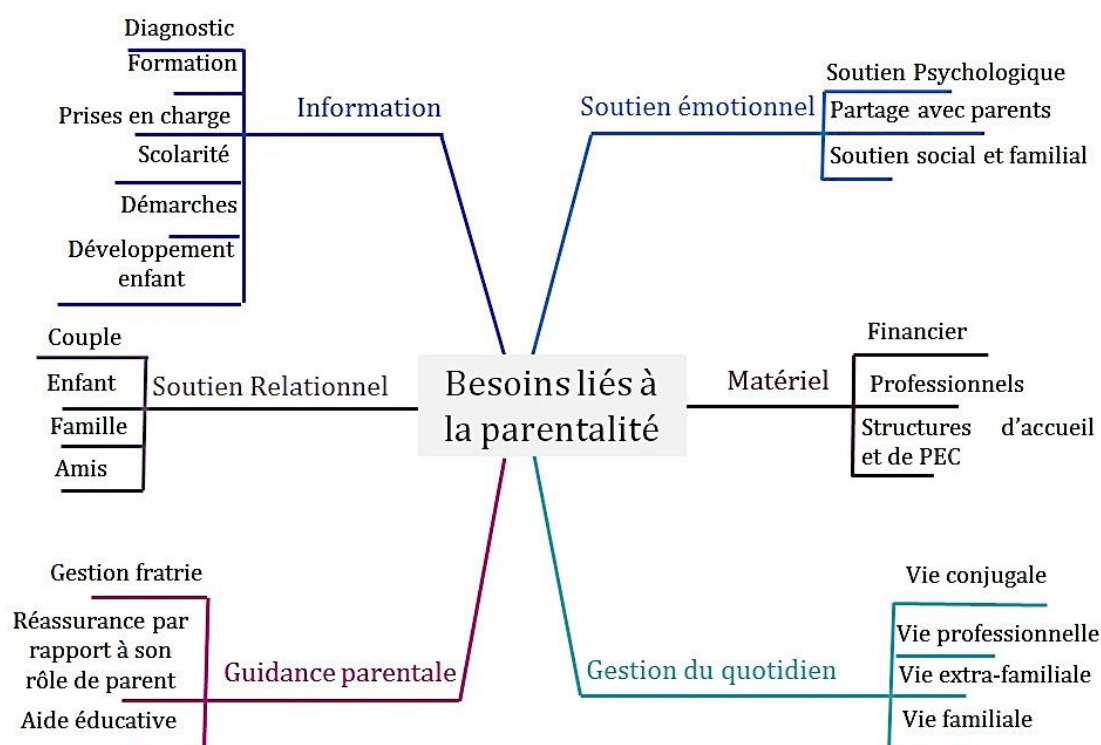 Diagnostic
Formation
Prises en charge
Scolarité
Démarches
Développement
enfant
Information
Soutien émotionnel
Soutien Psychologique
Partage avec parents
Soutien social et familial
Couple
Enfant
Famille
Amis
Soutien Relationnel
Besoins liés à
la parentalité
Matériel
Financier
Professionnels
Structures d'accueil
et de PEC
Gestion fratrie
Réassurance par
rapport à son
rôle de parent
Aide éducative
Guidance parentale
Gestion du quotidien
Vie conjugale
Vie professionnelle
Vie extra-familiale
Vie familiale